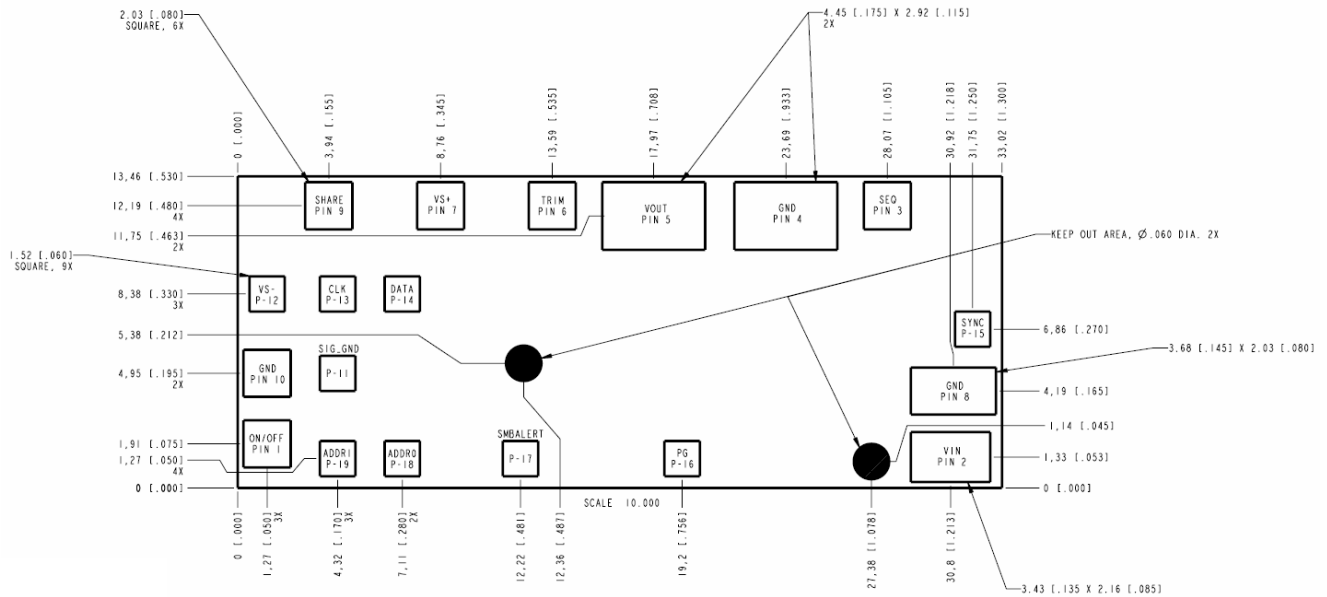 2.03 [.080]
SQUARE, 6X
4.45 [.175] X 2.92 [.115]
2X
0 [.000]
3,94 [.155]
8,76 [.345]
13,59 [.535]
17,97 [.708]
23,69 [.933]
28,07 [1.105]
30,92 [1.218]
31,75 [1.250]
33,02 [1.300]
13,46 [.530]
12,19 [.480]
4X
11,75 [.463]
2X
SHARE
PIN 9
VS+
PIN 7
TRIM
PIN 6
VOUT
PIN 5
GND
PIN 4
SEQ
PIN 3
KEEP OUT AREA, Ø.060 DIA. 2X
1.52 [.060]
SQUARE, 9X
8,38 [.330]
3X
VS-
P-12
CLK
P-13
DATA
P-14
5,38 [.212]
SYNC
P-15
6,86 [.270]
3.68 [.145] X 2.03 [.080]
4,95 [.195]
2X
GND
PIN 10
SIG_GND
P-11
GND
PIN 8
4,19 [.165]
1,91 [.075]
1,27 [.050]
4X
ON/OFF
PIN 1
ADDR1
P-19
ADDR0
P-18
SMBALERT
P-17
PG
P-16
1,14 [.045]
VIN
PIN 2
1,33 [.053]
0 [.000]
0 [.000]
SCALE 10.000
0 [.000]
1,27 [.050]
3X
4,32 [.170]
3X
7,11 [.280]
2X
12,22 [.481]
12,36 [.487]
19,2 [.756]
27,38 [1.078]
30,8 [1.213]
3.43 [.135 X 2.16 [.085]